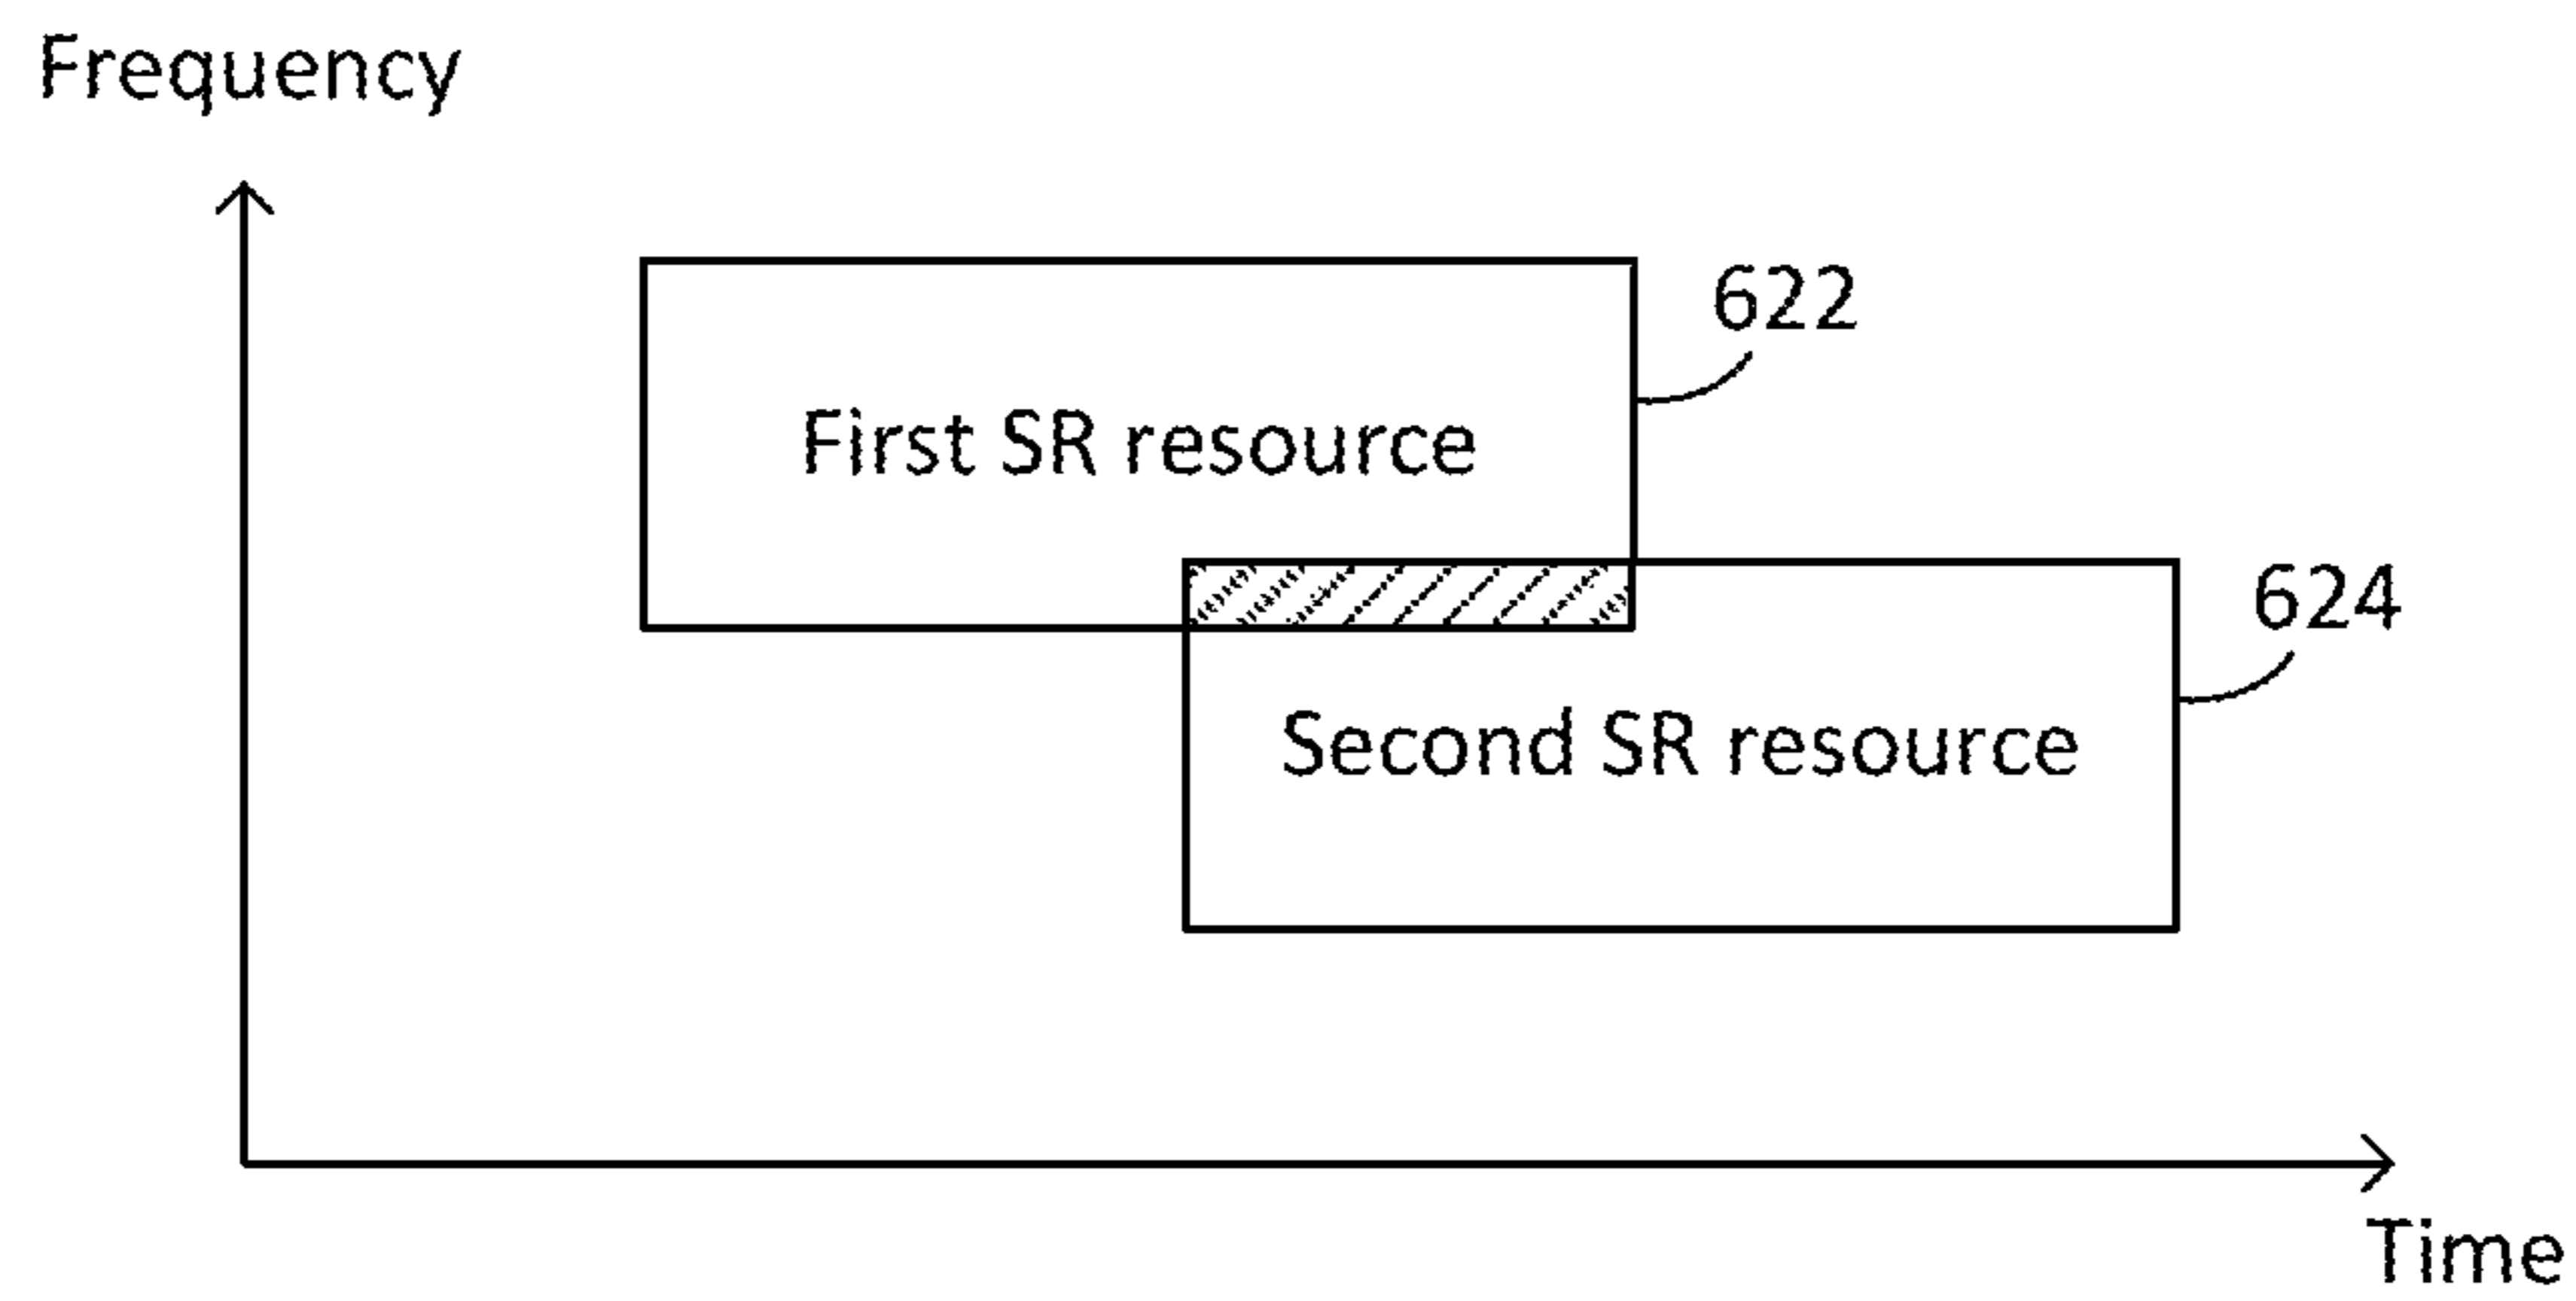 Frequency
622
First SR resource
624
Second SR resource
Time